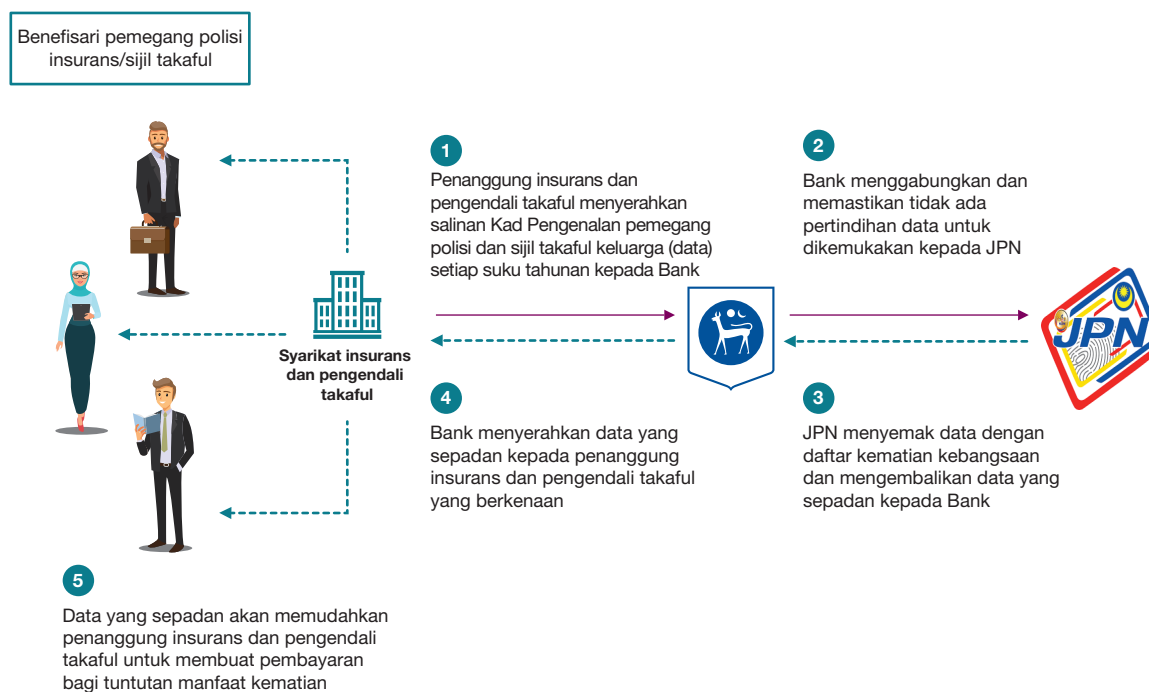 Benefisari pemegang polisi
insurans/sijil takaful
1
Penanggung insurans dan
pengendali takaful menyerahkan
salinan Kad Pengenalan pemegang
polisi dan sijil takaful keluarga (data)
setiap suku tahunan kepada Bank
2
Bank menggabungkan dan
memastikan tidak ada
pertindihan data untuk
dikemukakan kepada JPN
Syarikat insurans
dan pengendali
takaful
JPN
4
Bank menyerahkan data yang
sepadan kepada penanggung
insurans dan pengendali takaful
yang berkenaan
3
JPN menyemak data dengan
daftar kematian kebangsaan
dan mengembalikan data yang
sepadan kepada Bank
5
Data yang sepadan akan memudahkan
penanggung insurans dan pengendali
takaful untuk membuat pembayaran
bagi tuntutan manfaat kematian